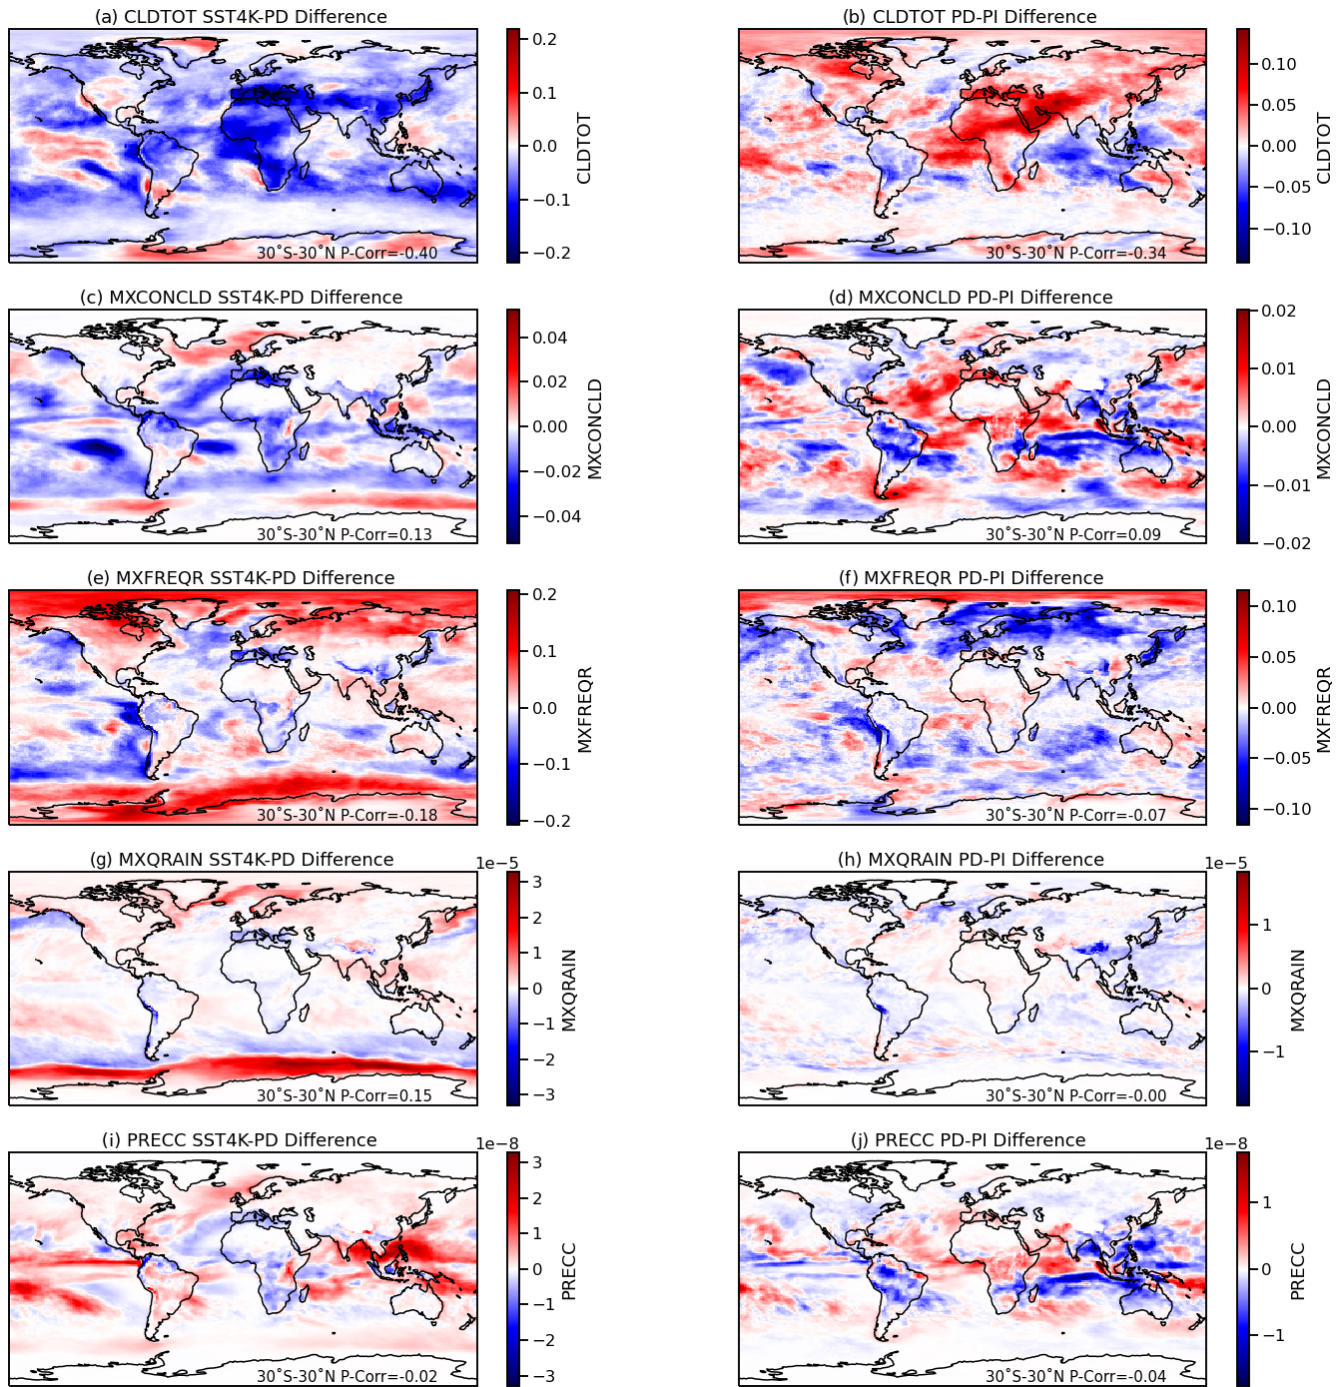 (a) CLDTOT SST4K-PD Difference
0.2
0.1
0.0
−0.1
−0.2
CLDTOT
30˚S-30˚N P-Corr=-0.40
(b) CLDTOT PD-PI Difference
0.10
0.05
0.00
−0.05
−0.10
CLDTOT
30˚S-30˚N P-Corr=-0.34
(c) MXCONCLD SST4K-PD Difference
0.04
0.02
0.00
−0.02
−0.04
MXCONCLD
30˚S-30˚N P-Corr=0.13
(d) MXCONCLD PD-PI Difference
0.02
0.01
0.00
−0.01
−0.02
MXCONCLD
30˚S-30˚N P-Corr=0.09
(e) MXFREQR SST4K-PD Difference
0.2
0.1
0.0
−0.1
−0.2
MXFREQR
30˚S-30˚N P-Corr=-0.18
(f) MXFREQR PD-PI Difference
0.10
0.05
0.00
−0.05
−0.10
MXFREQR
30˚S-30˚N P-Corr=-0.07
(g) MXQRAIN SST4K-PD Difference
1e−5
3
2
1
0
−1
−2
−3
MXQRAIN
30˚S-30˚N P-Corr=0.15
(h) MXQRAIN PD-PI Difference
1e−5
1
0
−1
MXQRAIN
30˚S-30˚N P-Corr=-0.00
(i) PRECC SST4K-PD Difference
1e−8
3
2
1
0
−1
−2
−3
PRECC
30˚S-30˚N P-Corr=-0.02
(j) PRECC PD-PI Difference
1e−8
1
0
−1
PRECC
30˚S-30˚N P-Corr=-0.04